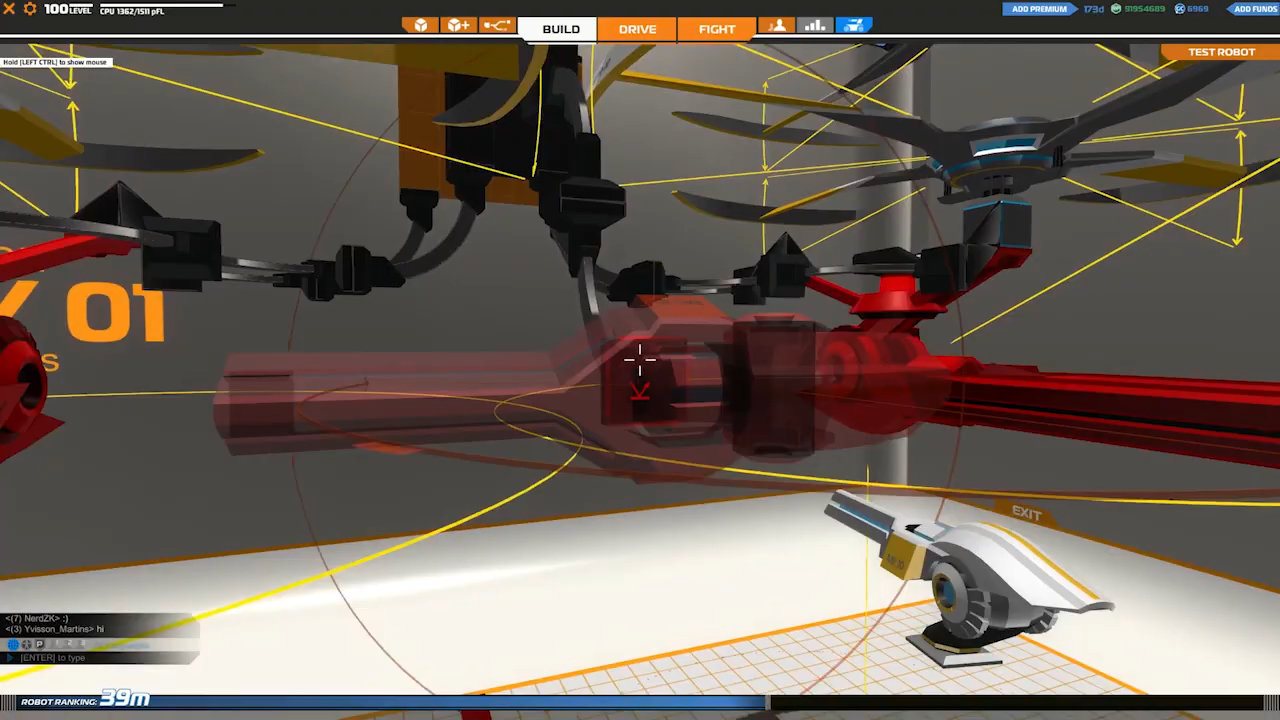 100 LEVEL
CPU 1362/1511 pFL
BUILD
DRIVE
FIGHT
ADD PREMIUM
173d
91954689
6969
ADD FUNDS
TEST ROBOT
Hold [LEFT CTRL] to show mouse
01
EXIT
<(7) NerdZK> :)
<(3) Yvisson_Martins> hi
[ENTER] to type
ROBOT RANKING: 39m